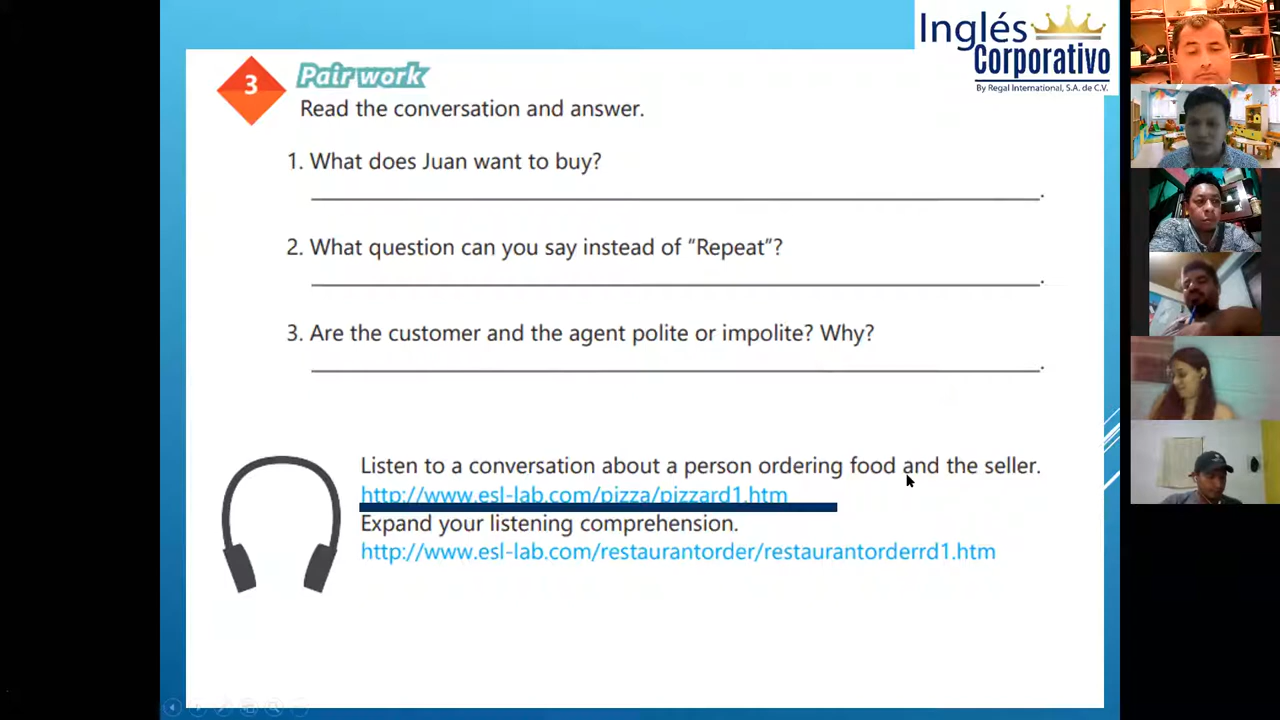 Inglés
Corporativo
By Regal International, S.A. de C.V.
3
Pair work
Read the conversation and answer.
1. What does Juan want to buy?
.
2. What question can you say instead of “Repeat”?
.
3. Are the customer and the agent polite or impolite? Why?
.
Listen to a conversation about a person ordering food and the seller.
http://www.esl-lab.com/pizza/pizzard1.htm
Expand your listening comprehension.
http://www.esl-lab.com/restaurantorder/restaurantorderrd1.htm